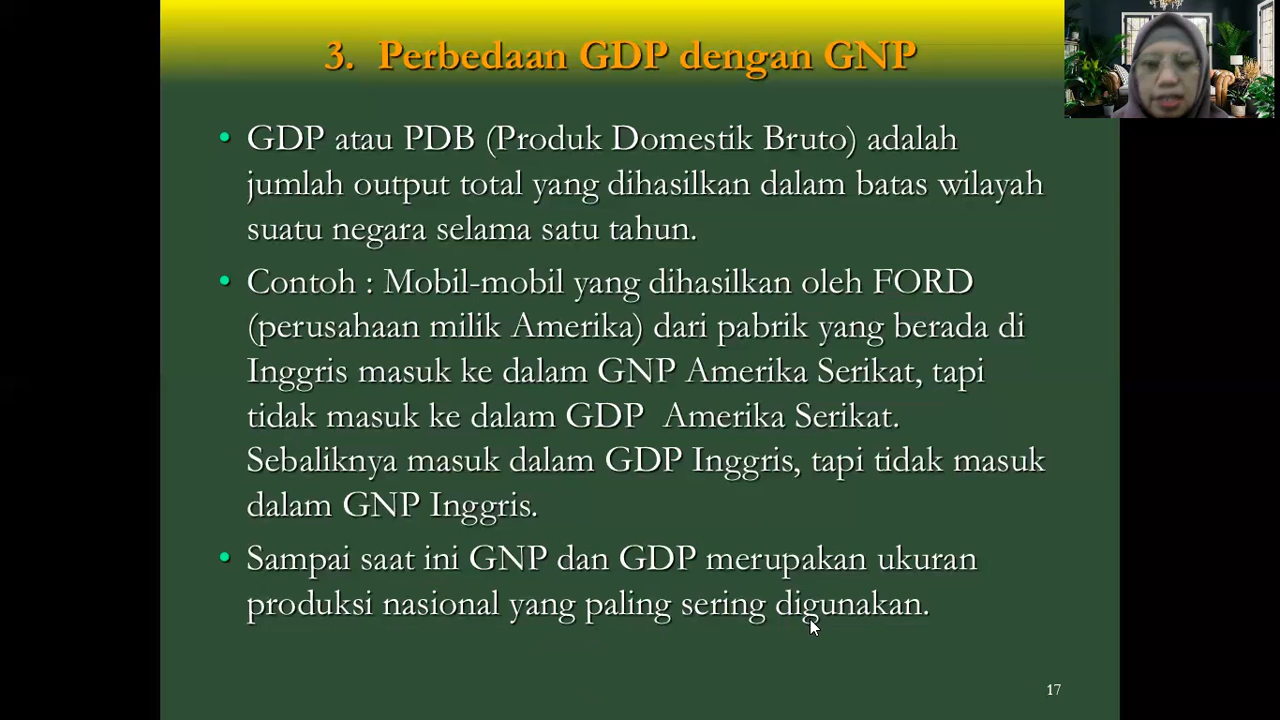 3. Perbedaan GDP dengan GNP
• GDP atau PDB (Produk Domestik Bruto) adalah
jumlah output total yang dihasilkan dalam batas wilayah
suatu negara selama satu tahun.
• Contoh : Mobil-mobil yang dihasilkan oleh FORD
(perusahaan milik Amerika) dari pabrik yang berada di
Inggris masuk ke dalam GNP Amerika Serikat, tapi
tidak masuk ke dalam GDP Amerika Serikat.
Sebaliknya masuk dalam GDP Inggris, tapi tidak masuk
dalam GNP Inggris.
• Sampai saat ini GNP dan GDP merupakan ukuran
produksi nasional yang paling sering digunakan.
17